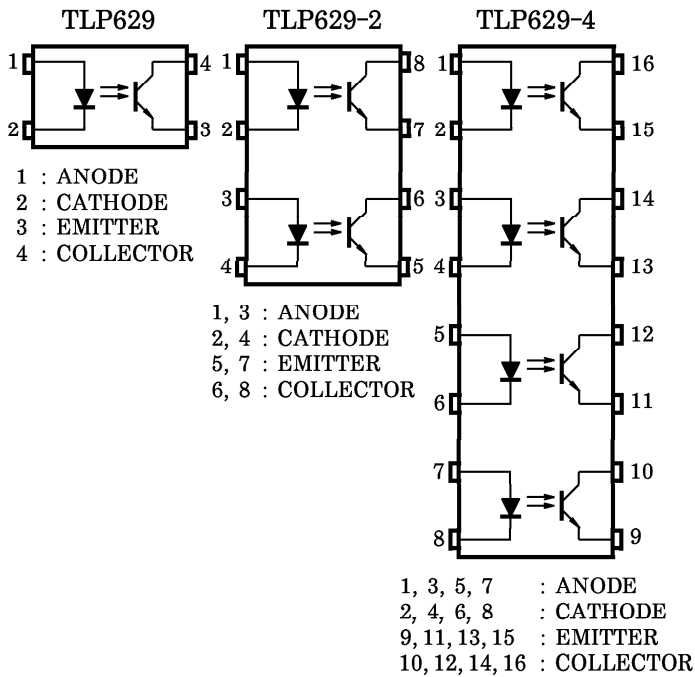 TLP629
1
4
2
3
1 : ANODE
2 : CATHODE
3 : EMITTER
4 : COLLECTOR
TLP629-2
1
8
2
7
3
6
4
5
1, 3 : ANODE
2, 4 : CATHODE
5, 7 : EMITTER
6, 8 : COLLECTOR
TLP629-4
1
16
2
15
3
14
4
13
5
12
6
11
7
10
8
9
1, 3, 5, 7 : ANODE
2, 4, 6, 8 : CATHODE
9, 11, 13, 15 : EMITTER
10, 12, 14, 16 : COLLECTOR